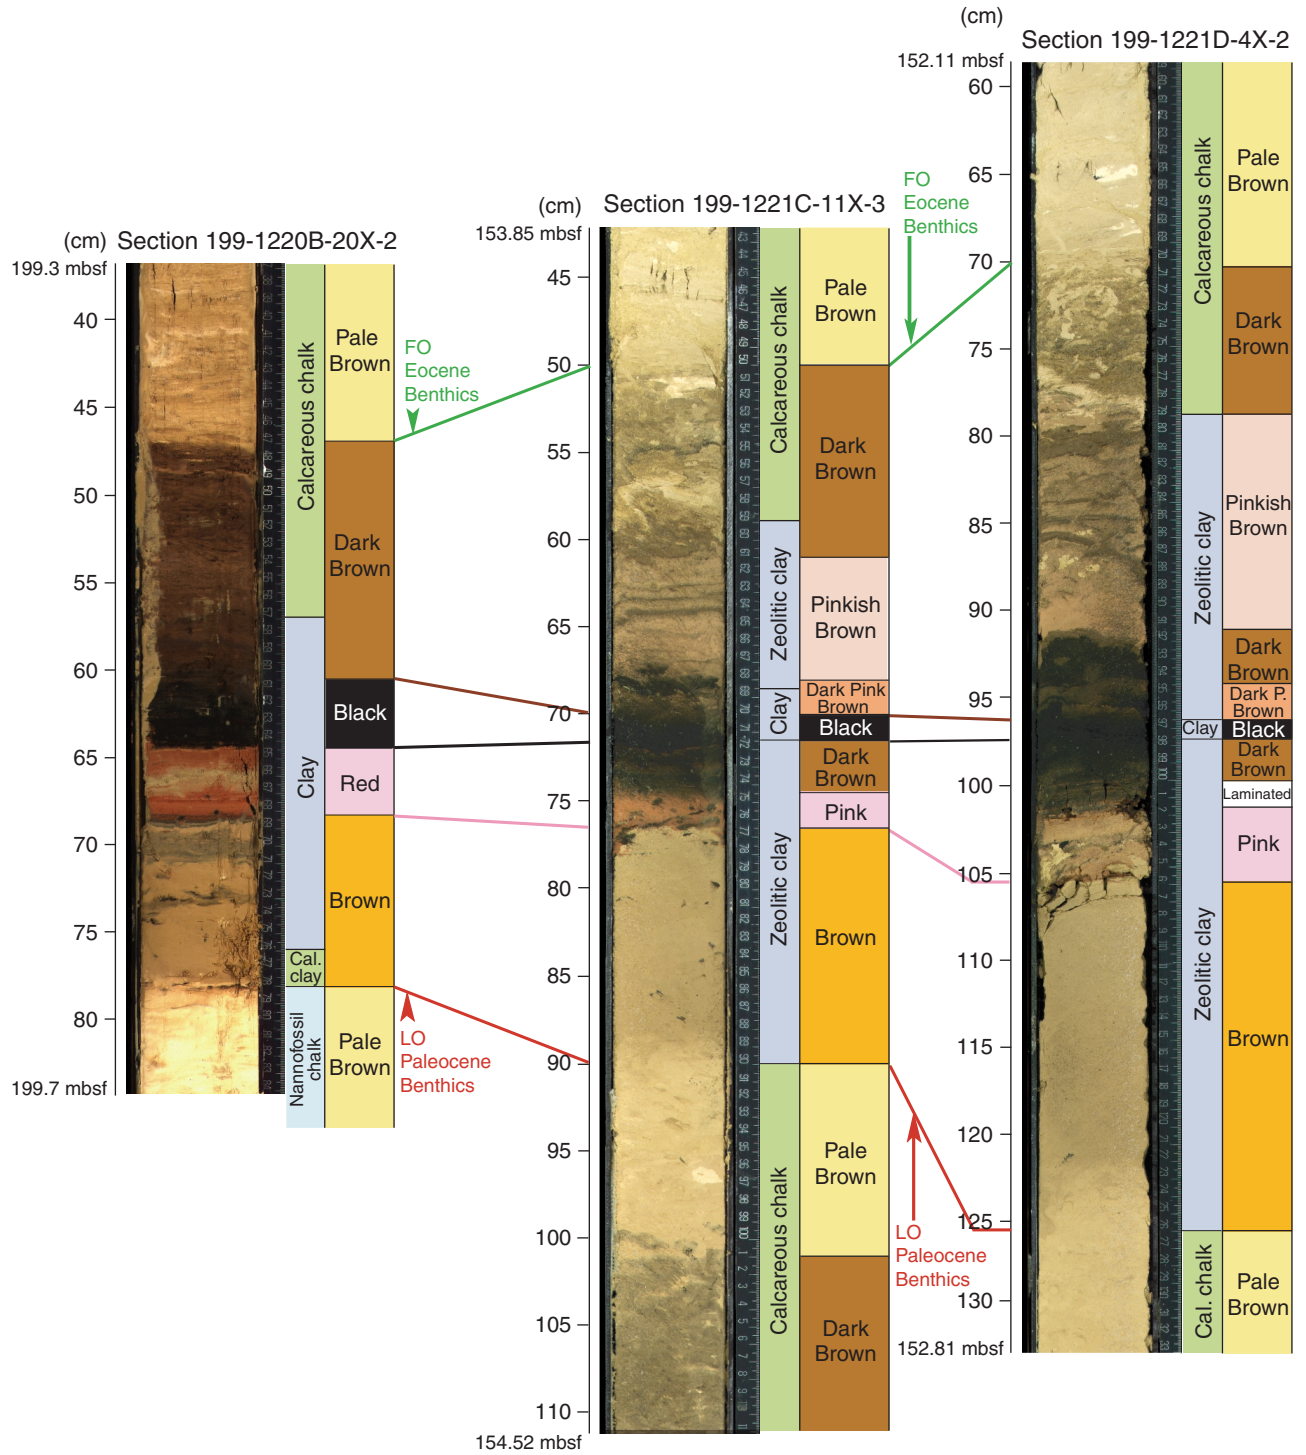 Section 199-1220B-20X-2
(cm)
199.3 mbsf
40
45
50
55
60
65
70
75
80
199.7 mbsf
Calcareous chalk
Clay
Cal.
clay
Nannofossil
chalk
Pale
Brown
Dark
Brown
Black
Red
Brown
Pale
Brown
FO
Eocene
Benthics
LO
Paleocene
Benthics
Section 199-1221C-11X-3
(cm)
153.85 mbsf
45
50
55
60
65
70
75
80
85
90
95
100
105
110
154.52 mbsf
Calcareous chalk
Zeolitic clay
Clay
Zeolitic clay
Calcareous chalk
Pale
Brown
Dark
Brown
Pinkish
Brown
Dark Pink
Brown
Black
Dark
Brown
Pink
Brown
Pale
Brown
Dark
Brown
FO
Eocene
Benthics
LO
Paleocene
Benthics
(cm)
Section 199-1221D-4X-2
152.11 mbsf
60
65
70
75
80
85
90
95
100
105
110
115
120
125
130
152.81 mbsf
Calcareous chalk
Zeolitic clay
Clay
Zeolitic clay
Cal. chalk
Pale
Brown
Dark
Brown
Pinkish
Brown
Dark
Brown
Dark P.
Brown
Black
Dark
Brown
Laminated
Pink
Brown
Pale
Brown